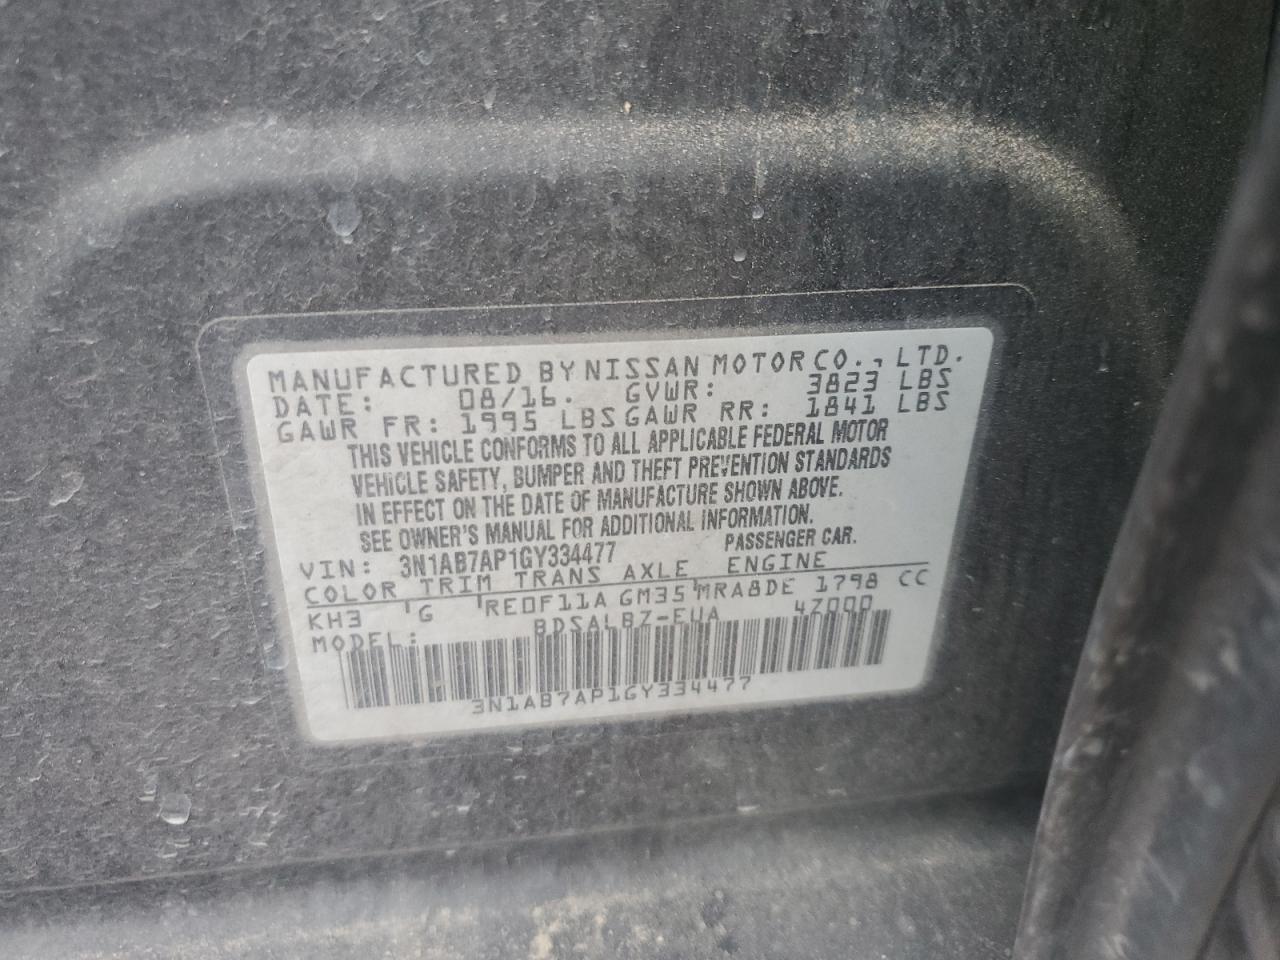 MANUFACTURED BY NISSAN MOTOR CO., LTD.
DATE: 08/16. GVWR: 3823 LBS
GAWR FR: 1995 LBS GAWR RR: 1841 LBS
THIS VEHICLE CONFORMS TO ALL APPLICABLE FEDERAL MOTOR
VEHICLE SAFETY, BUMPER AND THEFT PREVENTION STANDARDS
IN EFFECT ON THE DATE OF MANUFACTURE SHOWN ABOVE.
SEE OWNER'S MANUAL FOR ADDITIONAL INFORMATION.
VIN: 3N1AB7AP1GY334477 PASSENGER CAR.
COLOR TRIM TRANS AXLE ENGINE
KH3 G RE0F11A GM35 MRA8DE 1798 CC
MODEL: BDSALBZ-EUA 4Z000
3N1AB7AP1GY334477